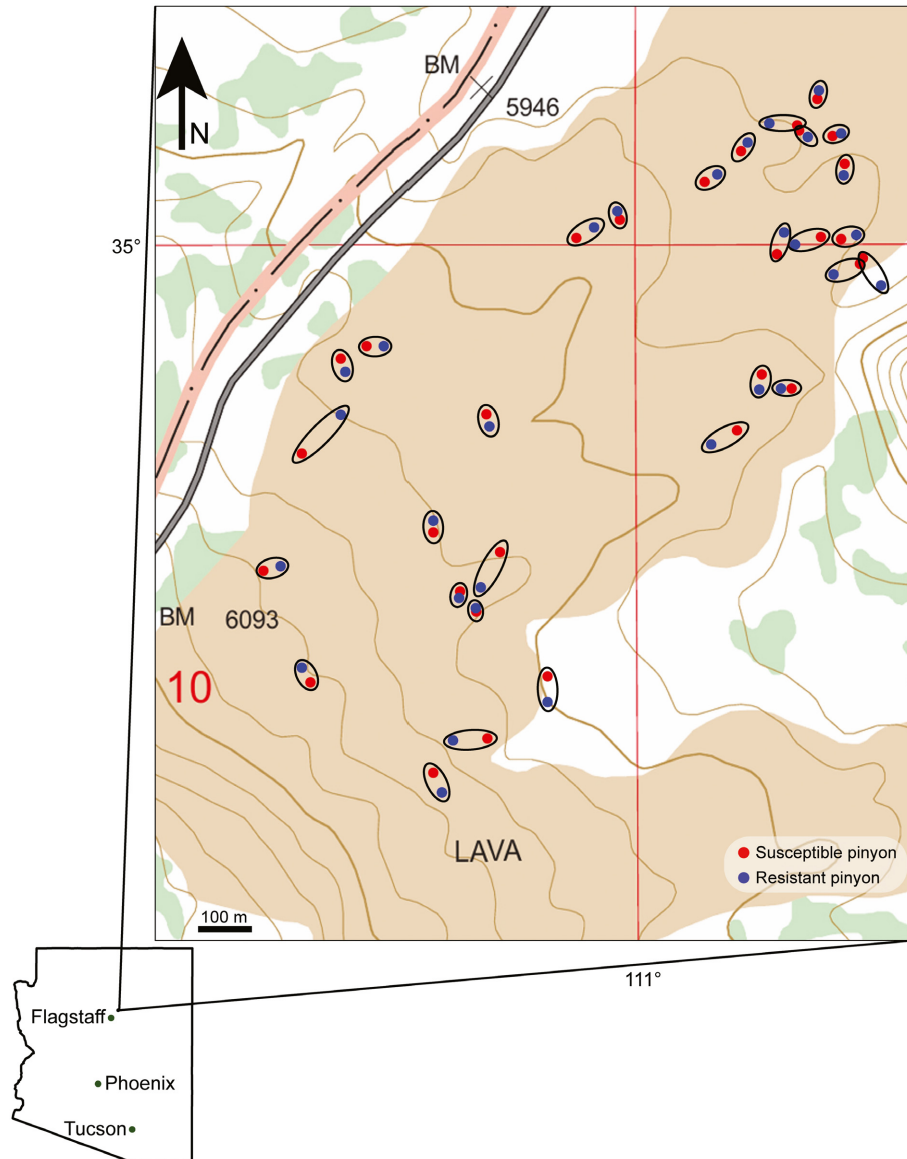 BM
5946
N
35°
BM
6093
10
LAVA
Susceptible pinyon
Resistant pinyon
100 m
111°
Flagstaff
Phoenix
Tucson